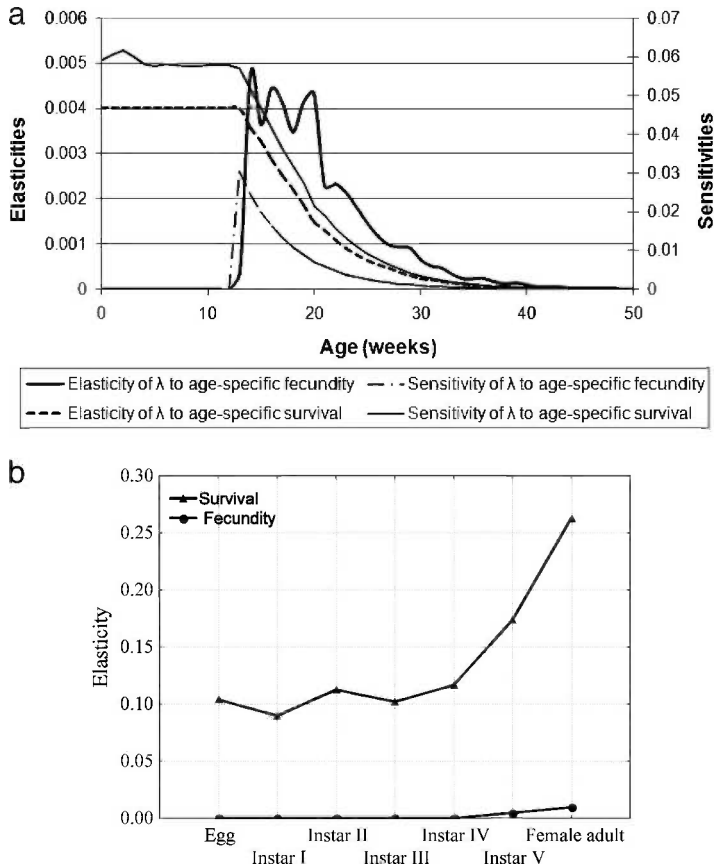 a
0.006
0.005
0.004
0.003
0.002
0.001
0
Elasticities
0.07
0.06
0.05
0.04
0.03
0.02
0.01
0
Sensitivitles
0 10 20 30 40 50
Age (weeks)
Elasticity of λ to age-specific fecundity
Sensitivity of λ to age-specific fecundity
Elasticity of λ to age-specific survival
Sensitivity of λ to age-specific survival
b
0.30
0.25
0.20
0.15
0.10
0.05
0.00
Elasticity
Survival
Fecundity
Egg Instar II Instar IV Female adult
Instar I Instar III Instar V